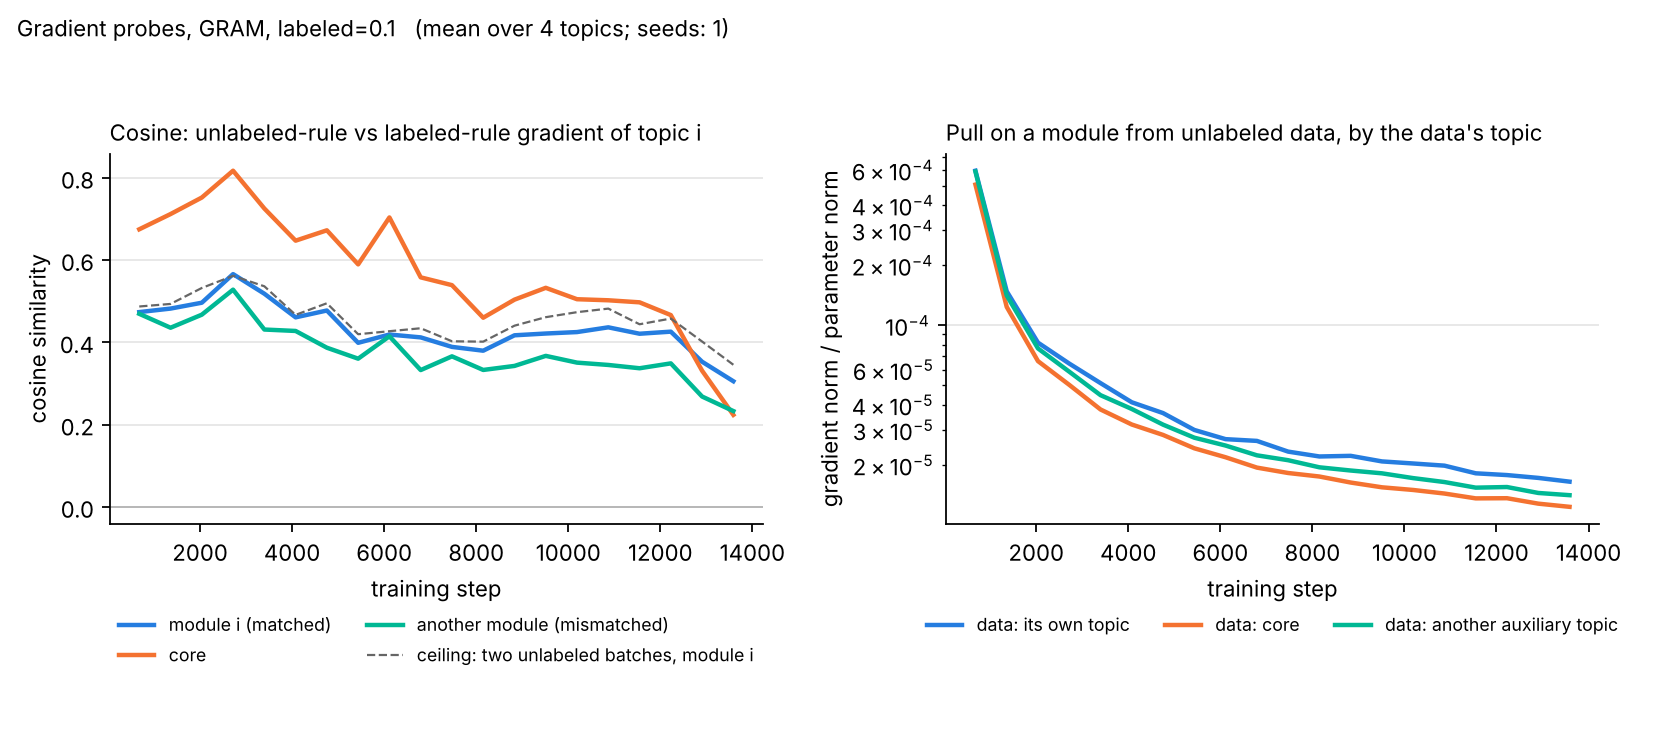 Gradient probes, GRAM, labeled=0.1   (mean over 4 topics; seeds: 1)
Cosine: unlabeled-rule vs labeled-rule gradient of topic i
cosine similarity
0.8
0.6
0.4
0.2
0.0
2000 4000 6000 8000 10000 12000 14000
training step
module i (matched)
another module (mismatched)
core
ceiling: two unlabeled batches, module i
Pull on a module from unlabeled data, by the data's topic
gradient norm / parameter norm
6 × 10⁻⁴
4 × 10⁻⁴
3 × 10⁻⁴
2 × 10⁻⁴
10⁻⁴
6 × 10⁻⁵
4 × 10⁻⁵
3 × 10⁻⁵
2 × 10⁻⁵
2000 4000 6000 8000 10000 12000 14000
training step
data: its own topic
data: core
data: another auxiliary topic